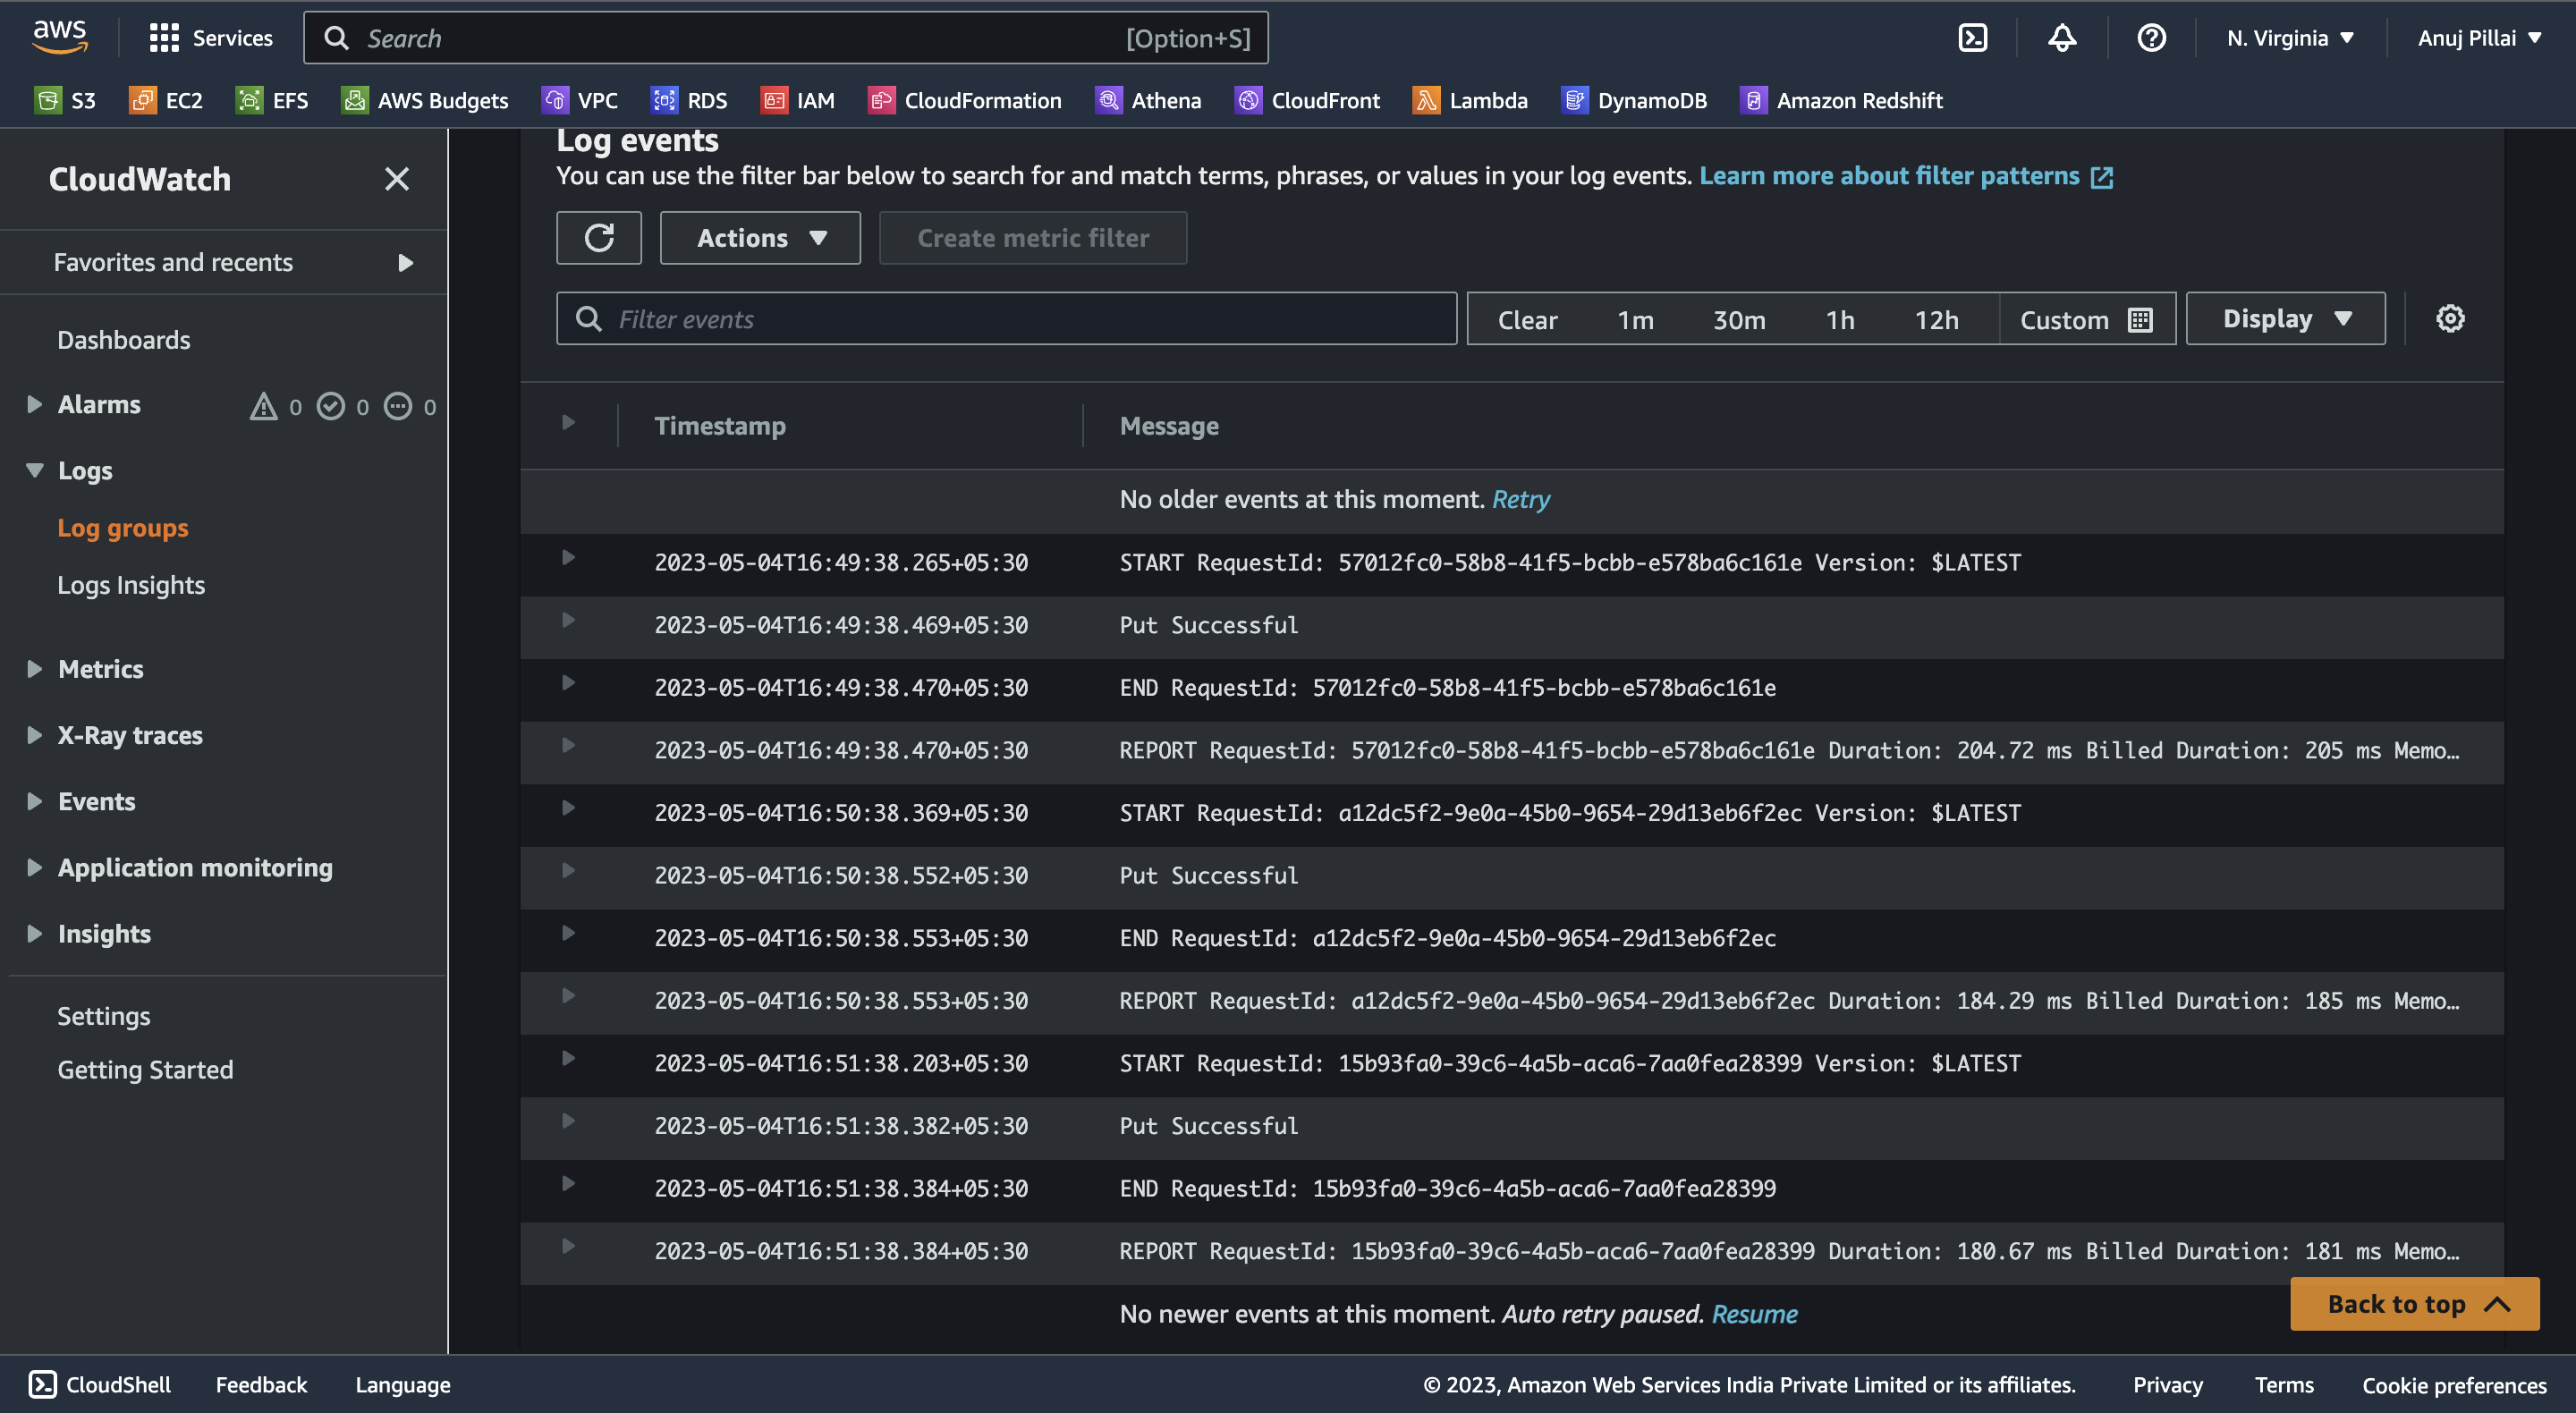 aws Services Search [Option+S] N. Virginia Anuj Pillai
S3 EC2 EFS AWS Budgets VPC RDS IAM CloudFormation Athena CloudFront Lambda DynamoDB Amazon Redshift
CloudWatch
Favorites and recents
Dashboards
Alarms 0 0 0
Logs
Log groups
Logs Insights
Metrics
X-Ray traces
Events
Application monitoring
Insights
Settings
Getting Started
Log events
You can use the filter bar below to search for and match terms, phrases, or values in your log events. Learn more about filter patterns
Actions Create metric filter
Filter events Clear 1m 30m 1h 12h Custom Display
Timestamp Message
No older events at this moment. Retry
2023-05-04T16:49:38.265+05:30 START RequestId: 57012fc0-58b8-41f5-bcbb-e578ba6c161e Version: $LATEST
2023-05-04T16:49:38.469+05:30 Put Successful
2023-05-04T16:49:38.470+05:30 END RequestId: 57012fc0-58b8-41f5-bcbb-e578ba6c161e
2023-05-04T16:49:38.470+05:30 REPORT RequestId: 57012fc0-58b8-41f5-bcbb-e578ba6c161e Duration: 204.72 ms Billed Duration: 205 ms Memo…
2023-05-04T16:50:38.369+05:30 START RequestId: a12dc5f2-9e0a-45b0-9654-29d13eb6f2ec Version: $LATEST
2023-05-04T16:50:38.552+05:30 Put Successful
2023-05-04T16:50:38.553+05:30 END RequestId: a12dc5f2-9e0a-45b0-9654-29d13eb6f2ec
2023-05-04T16:50:38.553+05:30 REPORT RequestId: a12dc5f2-9e0a-45b0-9654-29d13eb6f2ec Duration: 184.29 ms Billed Duration: 185 ms Memo…
2023-05-04T16:51:38.203+05:30 START RequestId: 15b93fa0-39c6-4a5b-aca6-7aa0fea28399 Version: $LATEST
2023-05-04T16:51:38.382+05:30 Put Successful
2023-05-04T16:51:38.384+05:30 END RequestId: 15b93fa0-39c6-4a5b-aca6-7aa0fea28399
2023-05-04T16:51:38.384+05:30 REPORT RequestId: 15b93fa0-39c6-4a5b-aca6-7aa0fea28399 Duration: 180.67 ms Billed Duration: 181 ms Memo…
No newer events at this moment. Auto retry paused. Resume
Back to top
CloudShell Feedback Language © 2023, Amazon Web Services India Private Limited or its affiliates. Privacy Terms Cookie preferences